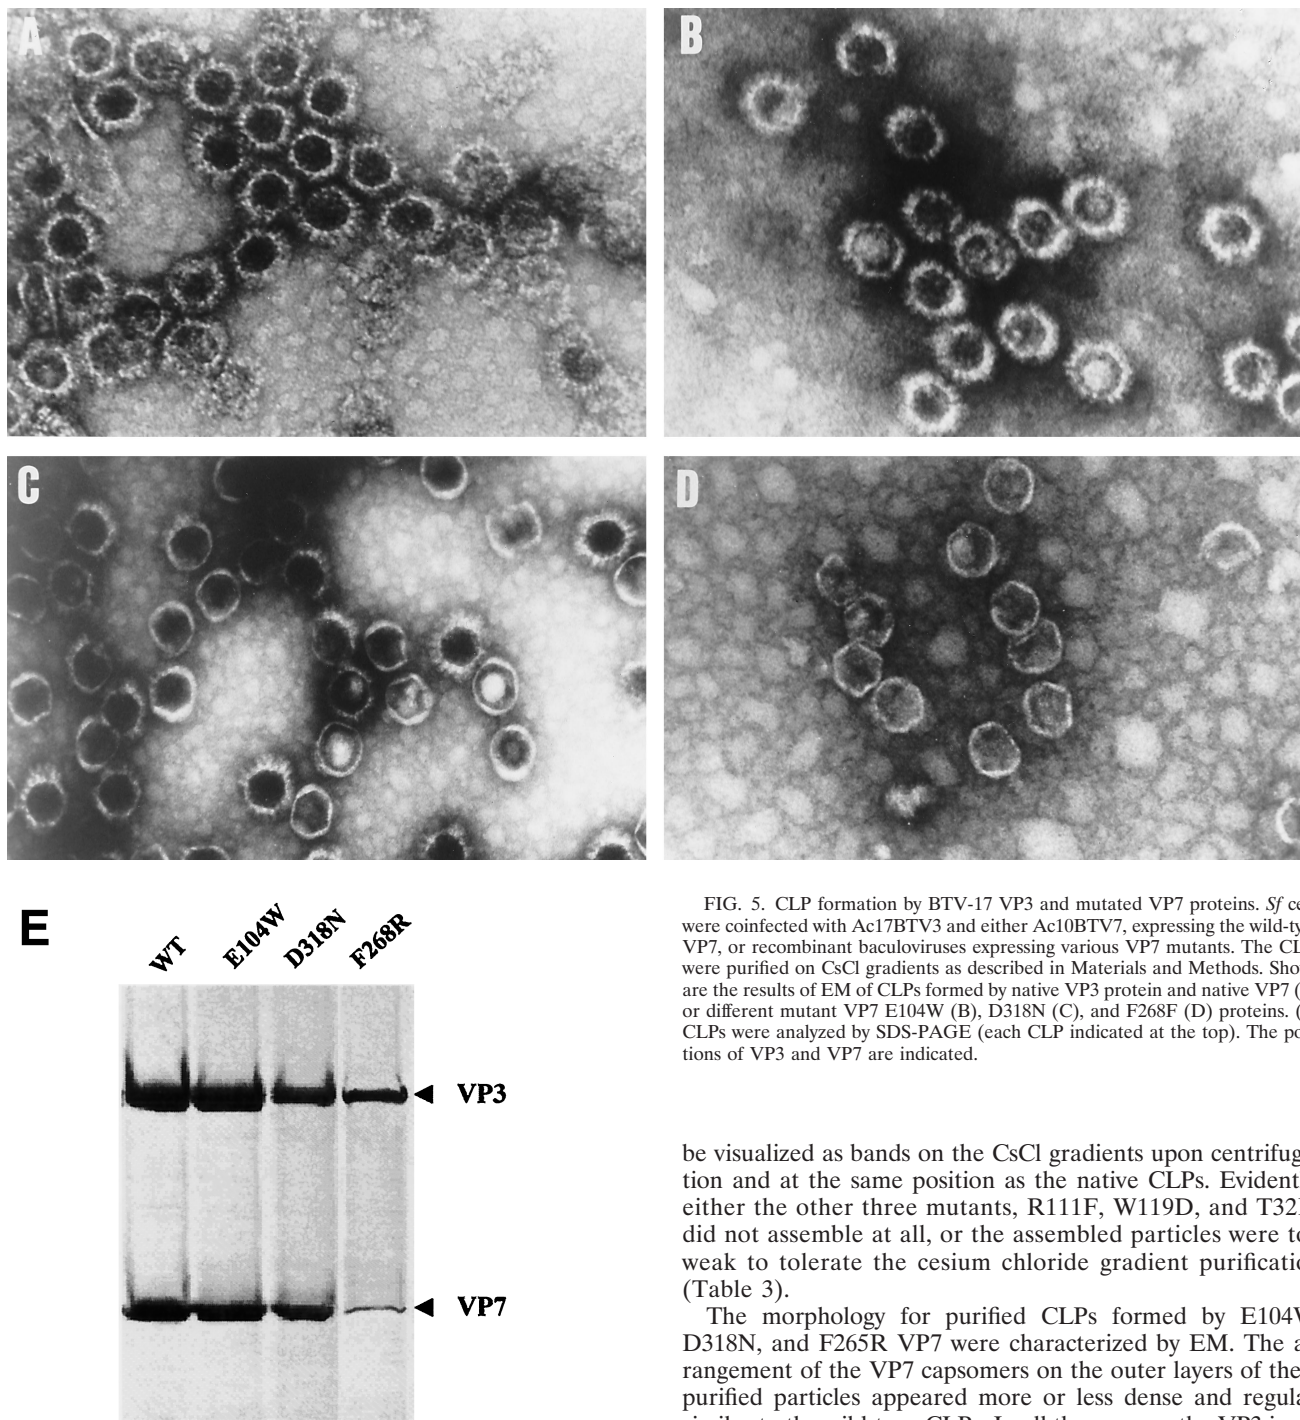 A
B
C
D
E
WT
E104W
D318N
F268R
VP3
VP7
FIG. 5. CLP formation by BTV-17 VP3 and mutated VP7 proteins. Sf ce
were coinfected with Ac17BTV3 and either Ac10BTV7, expressing the wild-ty
VP7, or recombinant baculoviruses expressing various VP7 mutants. The CL
were purified on CsCl gradients as described in Materials and Methods. Sho
are the results of EM of CLPs formed by native VP3 protein and native VP7 (
or different mutant VP7 E104W (B), D318N (C), and F268F (D) proteins. (
CLPs were analyzed by SDS-PAGE (each CLP indicated at the top). The po
tions of VP3 and VP7 are indicated.
be visualized as bands on the CsCl gradients upon centrifug
tion and at the same position as the native CLPs. Evident
either the other three mutants, R111F, W119D, and T32
did not assemble at all, or the assembled particles were to
weak to tolerate the cesium chloride gradient purificatio
(Table 3).
The morphology for purified CLPs formed by E104W
D318N, and F265R VP7 were characterized by EM. The a
rangement of the VP7 capsomers on the outer layers of the
purified particles appeared more or less dense and regula